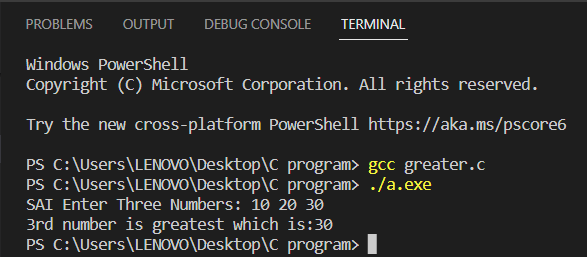 PROBLEMS OUTPUT DEBUG CONSOLE TERMINAL
Windows PowerShell
Copyright (C) Microsoft Corporation. All rights reserved.
Try the new cross-platform PowerShell https://aka.ms/pscore6
PS C:\Users\LENOVO\Desktop\C program> gcc greater.c
PS C:\Users\LENOVO\Desktop\C program> ./a.exe
SAI Enter Three Numbers: 10 20 30
3rd number is greatest which is:30
PS C:\Users\LENOVO\Desktop\C program>